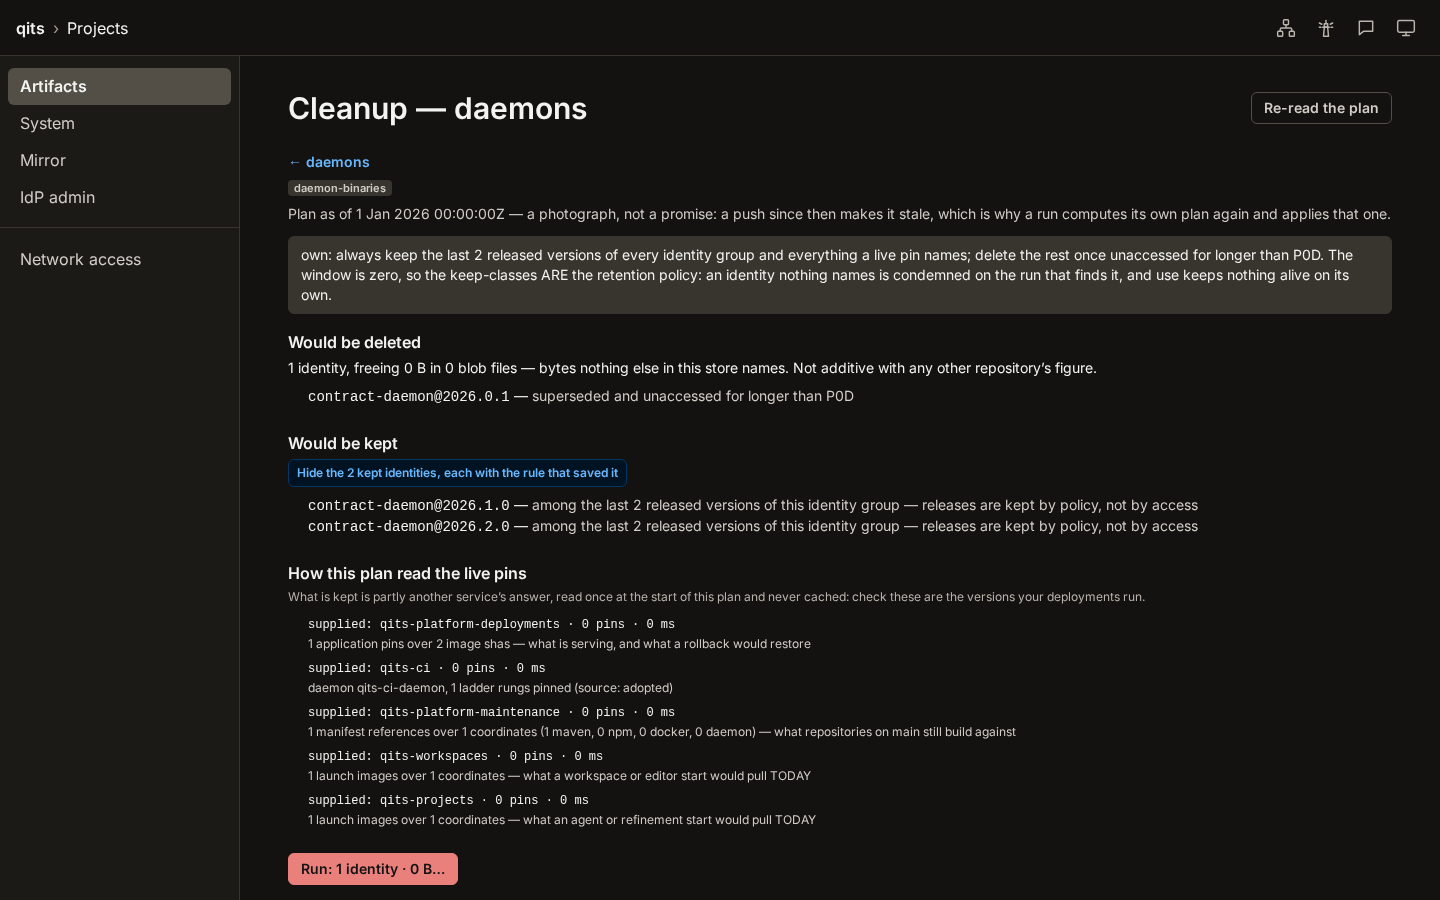 qits › Projects
Artifacts
System
Mirror
IdP admin
Network access
Cleanup — daemons
Re-read the plan
← daemons
daemon-binaries
Plan as of 1 Jan 2026 00:00:00Z — a photograph, not a promise: a push since then makes it stale, which is why a run computes its own plan again and applies that one.
own: always keep the last 2 released versions of every identity group and everything a live pin names; delete the rest once unaccessed for longer than P0D. The
window is zero, so the keep-classes ARE the retention policy: an identity nothing names is condemned on the run that finds it, and use keeps nothing alive on its
own.
Would be deleted
1 identity, freeing 0 B in 0 blob files — bytes nothing else in this store names. Not additive with any other repository’s figure.
contract-daemon@2026.0.1 — superseded and unaccessed for longer than P0D
Would be kept
Hide the 2 kept identities, each with the rule that saved it
contract-daemon@2026.1.0 — among the last 2 released versions of this identity group — releases are kept by policy, not by access
contract-daemon@2026.2.0 — among the last 2 released versions of this identity group — releases are kept by policy, not by access
How this plan read the live pins
What is kept is partly another service’s answer, read once at the start of this plan and never cached: check these are the versions your deployments run.
supplied: qits-platform-deployments · 0 pins · 0 ms
1 application pins over 2 image shas — what is serving, and what a rollback would restore
supplied: qits-ci · 0 pins · 0 ms
daemon qits-ci-daemon, 1 ladder rungs pinned (source: adopted)
supplied: qits-platform-maintenance · 0 pins · 0 ms
1 manifest references over 1 coordinates (1 maven, 0 npm, 0 docker, 0 daemon) — what repositories on main still build against
supplied: qits-workspaces · 0 pins · 0 ms
1 launch images over 1 coordinates — what a workspace or editor start would pull TODAY
supplied: qits-projects · 0 pins · 0 ms
1 launch images over 1 coordinates — what an agent or refinement start would pull TODAY
Run: 1 identity · 0 B…